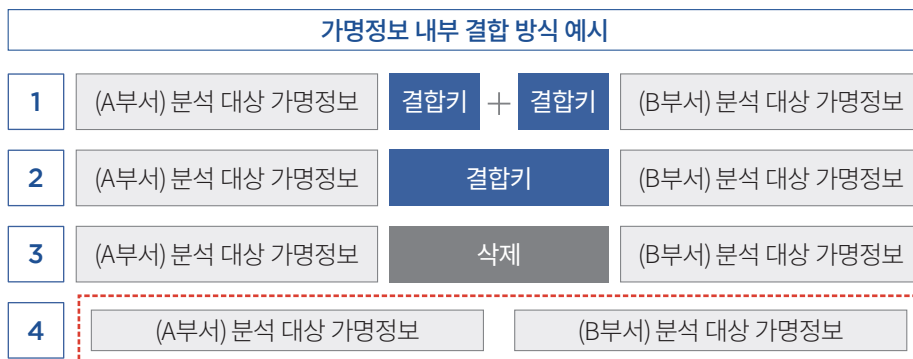 가명정보 내부 결합 방식 예시
1 (A부서) 분석 대상 가명정보 결합키 + 결합키 (B부서) 분석 대상 가명정보
2 (A부서) 분석 대상 가명정보 결합키 (B부서) 분석 대상 가명정보
3 (A부서) 분석 대상 가명정보 삭제 (B부서) 분석 대상 가명정보
4 (A부서) 분석 대상 가명정보 (B부서) 분석 대상 가명정보